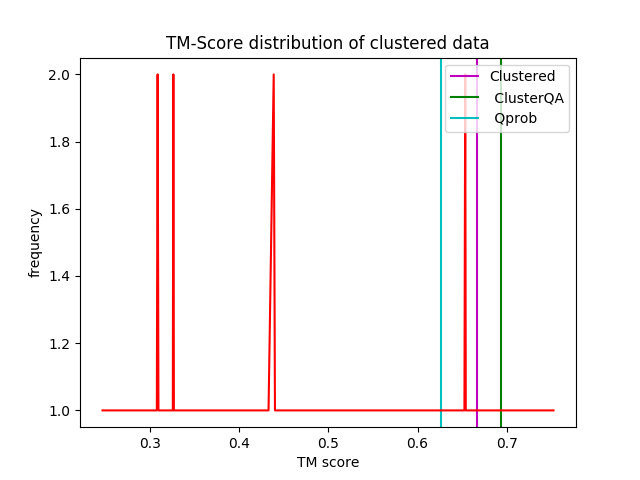 TM-Score distribution of clustered data
Clustered
ClusterQA
Qprob
2.0
1.8
1.6
1.4
1.2
1.0
frequency
0.3 0.4 0.5 0.6 0.7
TM score